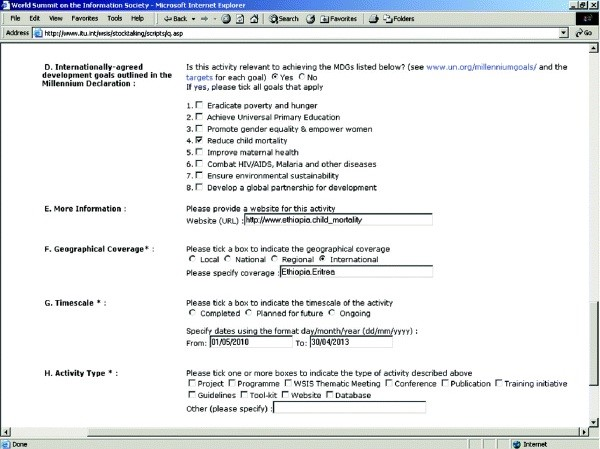 World Summit on the Information Society - Microsoft Internet Explorer
File Edit View Favorites Tools Help Back Search Favorites Folders
Address http://www.itu.int/wsis/stocktaking/scripts/q.asp Go
D. Internationally-agreed development goals outlined in the Millennium Declaration :
Is this activity relevant to achieving the MDGs listed below? (see www.un.org/millenniumgoals/ and the
targets for each goal) Yes No
If yes, please tick all goals that apply
1. Eradicate poverty and hunger
2. Achieve Universal Primary Education
3. Promote gender equality & empower women
4. Reduce child mortality
5. Improve maternal health
6. Combat HIV/AIDS, Malaria and other diseases
7. Ensure environmental sustainability
8. Develop a global partnership for development
E. More Information :
Please provide a website for this activity
Website (URL) : http://www.ethiopia.child_mortality
F. Geographical Coverage* :
Please tick a box to indicate the geographical coverage
Local National Regional International
Please specify coverage : Ethiopia.Eritrea
G. Timescale * :
Please tick a box to indicate the timescale of the activity
Completed Planned for future Ongoing
Specify dates using the format day/month/year (dd/mm/yyyy) :
From: 01/05/2010 To: 30/04/2013
H. Activity Type * :
Please tick one or more boxes to indicate the type of activity described above
Project Programme WSIS Thematic Meeting Conference Publication Training initiative
Guidelines Tool-kit Website Database
Other (please specify) :
Done Internet